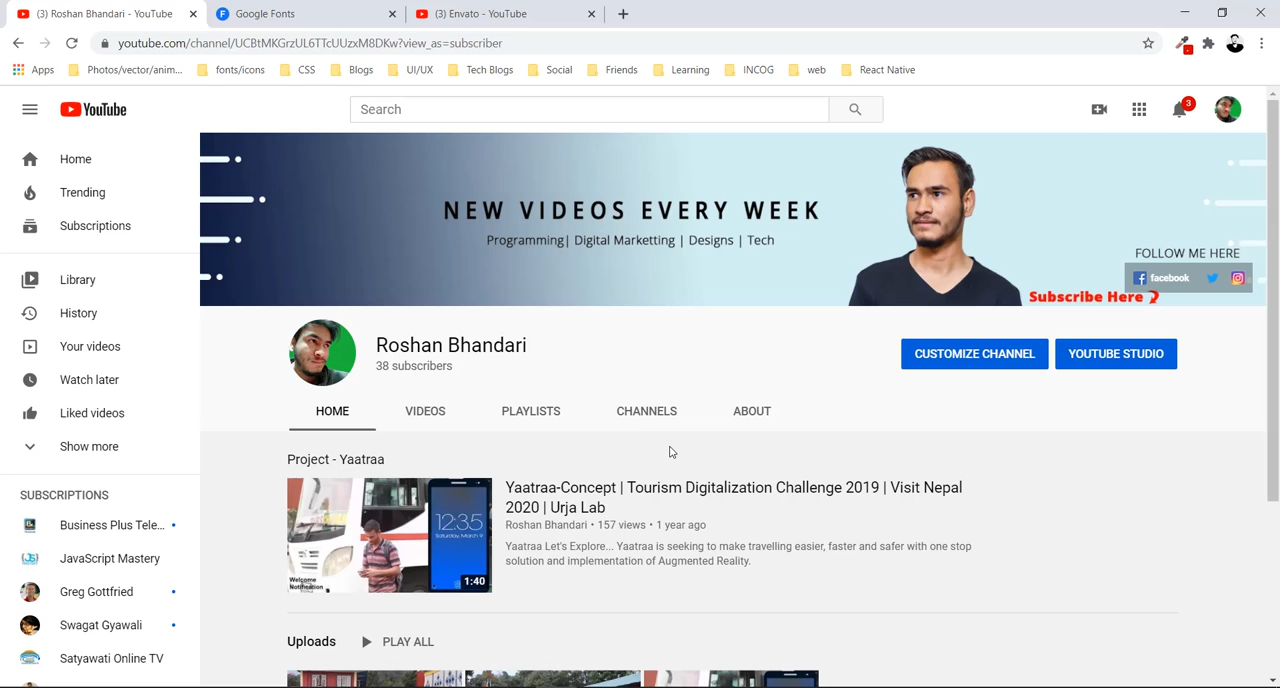 (3) Roshan Bhandari - YouTube
Google Fonts
(3) Envato - YouTube
youtube.com/channel/UCBtMKGrzUL6TTcUUzxM8DKw?view_as=subscriber
Apps
Photos/vector/anim...
fonts/icons
CSS
Blogs
UI/UX
Tech Blogs
Social
Friends
Learning
INCOG
web
React Native
YouTube
Search
3
Home
Trending
Subscriptions
Library
History
Your videos
Watch later
Liked videos
Show more
SUBSCRIPTIONS
Business Plus Tele...
JavaScript Mastery
Greg Gottfried
Swagat Gyawali
Satyawati Online TV
NEW VIDEOS EVERY WEEK
Programming| Digital Marketting | Designs | Tech
FOLLOW ME HERE
facebook
Subscribe Here
Roshan Bhandari
38 subscribers
CUSTOMIZE CHANNEL
YOUTUBE STUDIO
HOME
VIDEOS
PLAYLISTS
CHANNELS
ABOUT
Project - Yaatraa
12:35
Saturday, March 9
Welcome
Notification
1:40
Yaatraa-Concept | Tourism Digitalization Challenge 2019 | Visit Nepal
2020 | Urja Lab
Roshan Bhandari • 157 views • 1 year ago
Yaatraa Let's Explore... Yaatraa is seeking to make travelling easier, faster and safer with one stop
solution and implementation of Augmented Reality.
Uploads
PLAY ALL